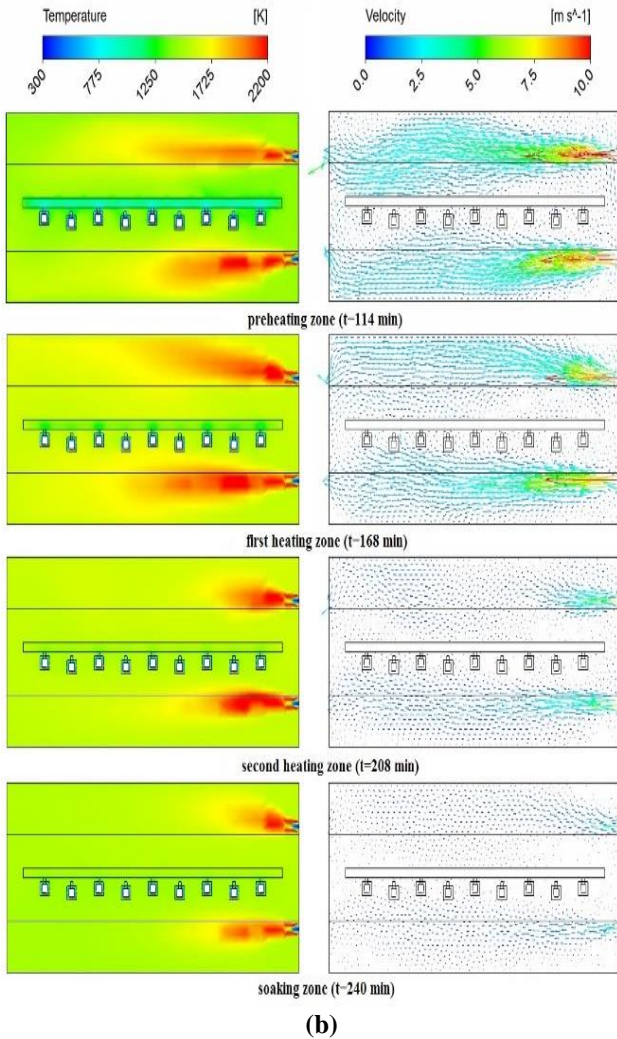 Temperature [K] Velocity [m s^-1]
300 775 1250 1725 2200 0.0 2.5 5.0 7.5 10.0
preheating zone (t=114 min)
first heating zone (t=168 min)
second heating zone (t=208 min)
soaking zone (t=240 min)
(b)